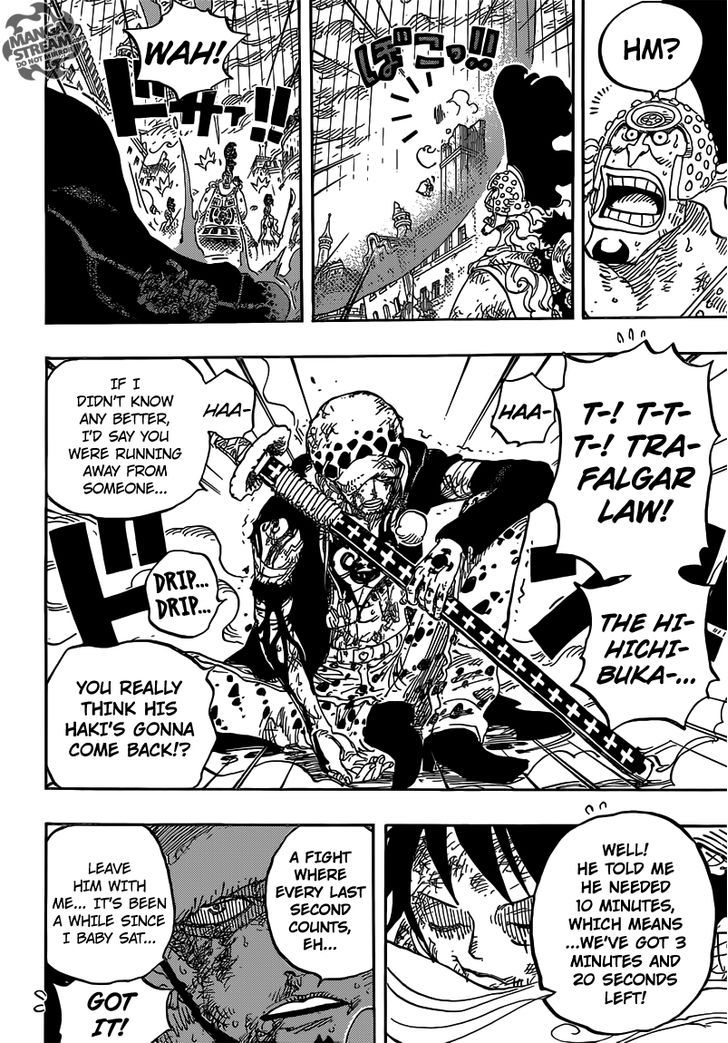 HM?
ぼこっ!!
WAH!
ドサァ!!
MANGA
STREAM
DO NOT MIRROR
T-! T-T-
T-! TRA-
FALGAR
LAW!
THE HI-
HICHI-
BUKA-...
HAA-
HAA-
IF I
DIDN'T KNOW
ANY BETTER,
I'D SAY YOU
WERE RUNNING
AWAY FROM
SOMEONE...
ド
DRIP...
DRIP...
YOU REALLY
THINK HIS
HAKI'S GONNA
COME BACK!?
WELL!
HE TOLD ME
HE NEEDED
10 MINUTES,
WHICH MEANS
...WE'VE GOT 3
MINUTES AND
20 SECONDS
LEFT!
A FIGHT
WHERE
EVERY LAST
SECOND
COUNTS,
EH...
LEAVE
HIM WITH
ME... IT'S BEEN
A WHILE SINCE
I BABY SAT...
GOT
IT!